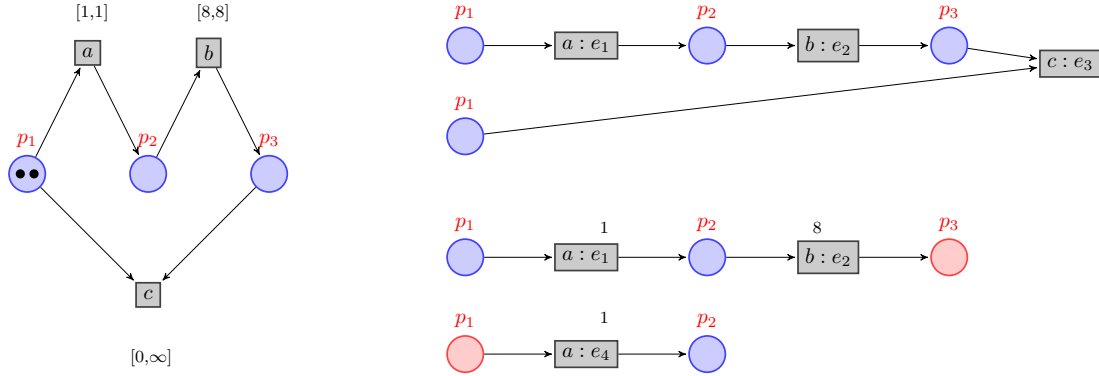 [1,1] [8,8]
a b
p1 p2 p3
c
[0,∞]
p1 p2 p3
a : e1 b : e2 c : e3
p1
p1 1 p2 8 p3
a : e1 b : e2
p1 1 p2
a : e4